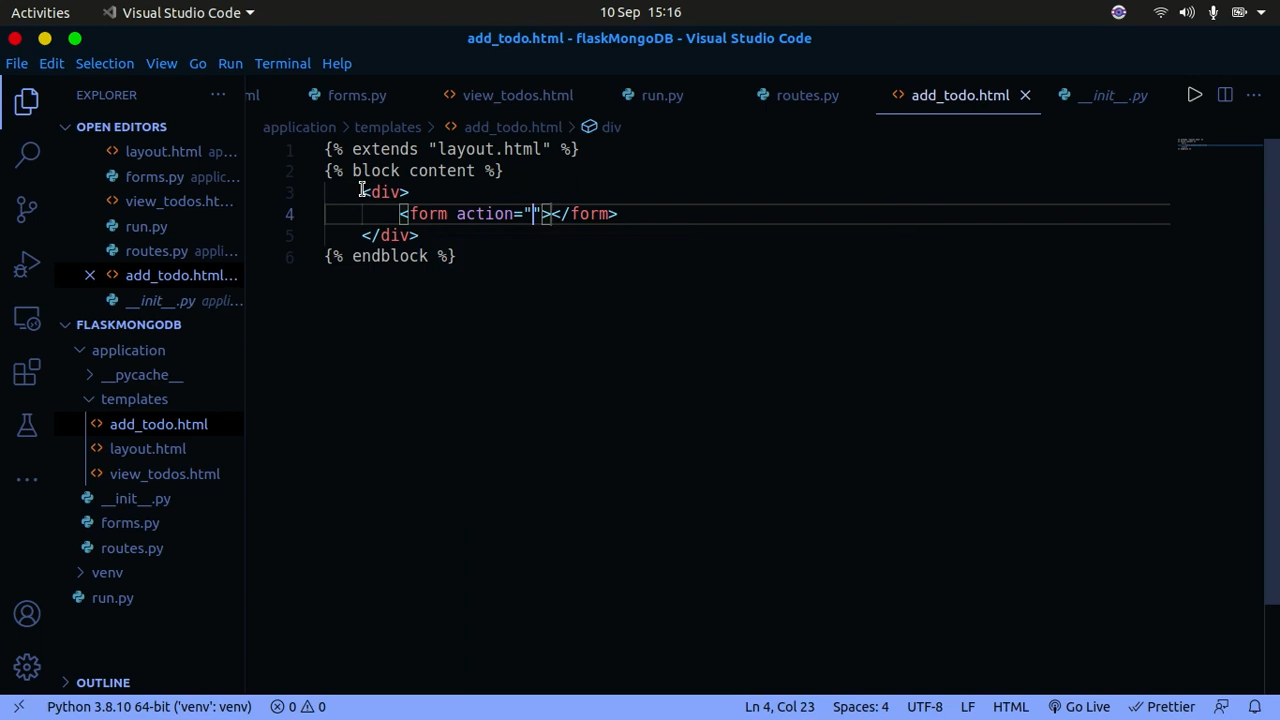 Activities Visual Studio Code 10 Sep 15:16
add_todo.html - flaskMongoDB - Visual Studio Code
File Edit Selection View Go Run Terminal Help
EXPLORER ml forms.py view_todos.html run.py routes.py add_todo.html __init__.py
application templates add_todo.html div
OPEN EDITORS
layout.html ap...
forms.py applic...
view_todos.ht...
run.py
routes.py appli...
add_todo.html...
__init__.py appli...
FLASKMONGODB
application
__pycache__
templates
add_todo.html
layout.html
view_todos.html
__init__.py
forms.py
routes.py
venv
run.py
OUTLINE
1 {% extends "layout.html" %}
2 {% block content %}
3 <div>
4 <form action=""></form>
5 </div>
6 {% endblock %}
Python 3.8.10 64-bit ('venv': venv) 0 0 Ln 4, Col 23 Spaces: 4 UTF-8 LF HTML Go Live Prettier